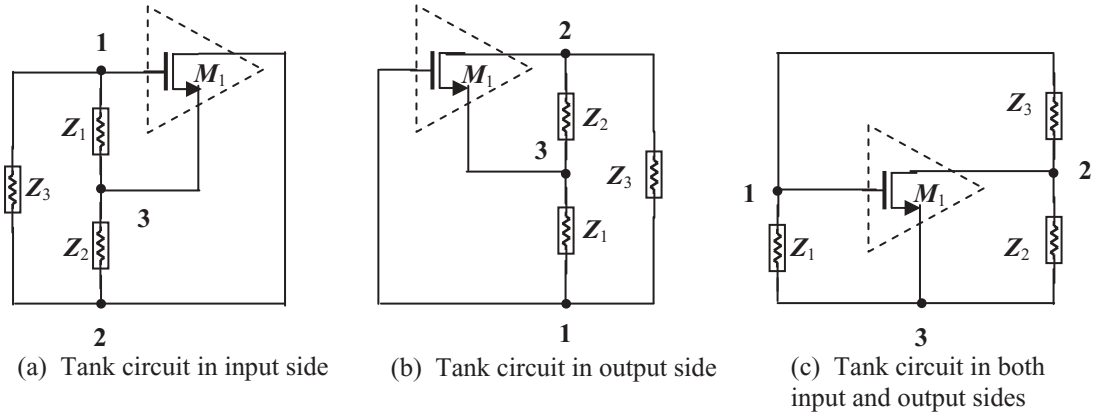 1
M1
Z1
Z3
3
Z2
2
(a) Tank circuit in input side
2
M1
Z2
3
Z3
Z1
1
(b) Tank circuit in output side
Z3
1
M1
2
Z1
Z2
3
(c) Tank circuit in both
input and output sides